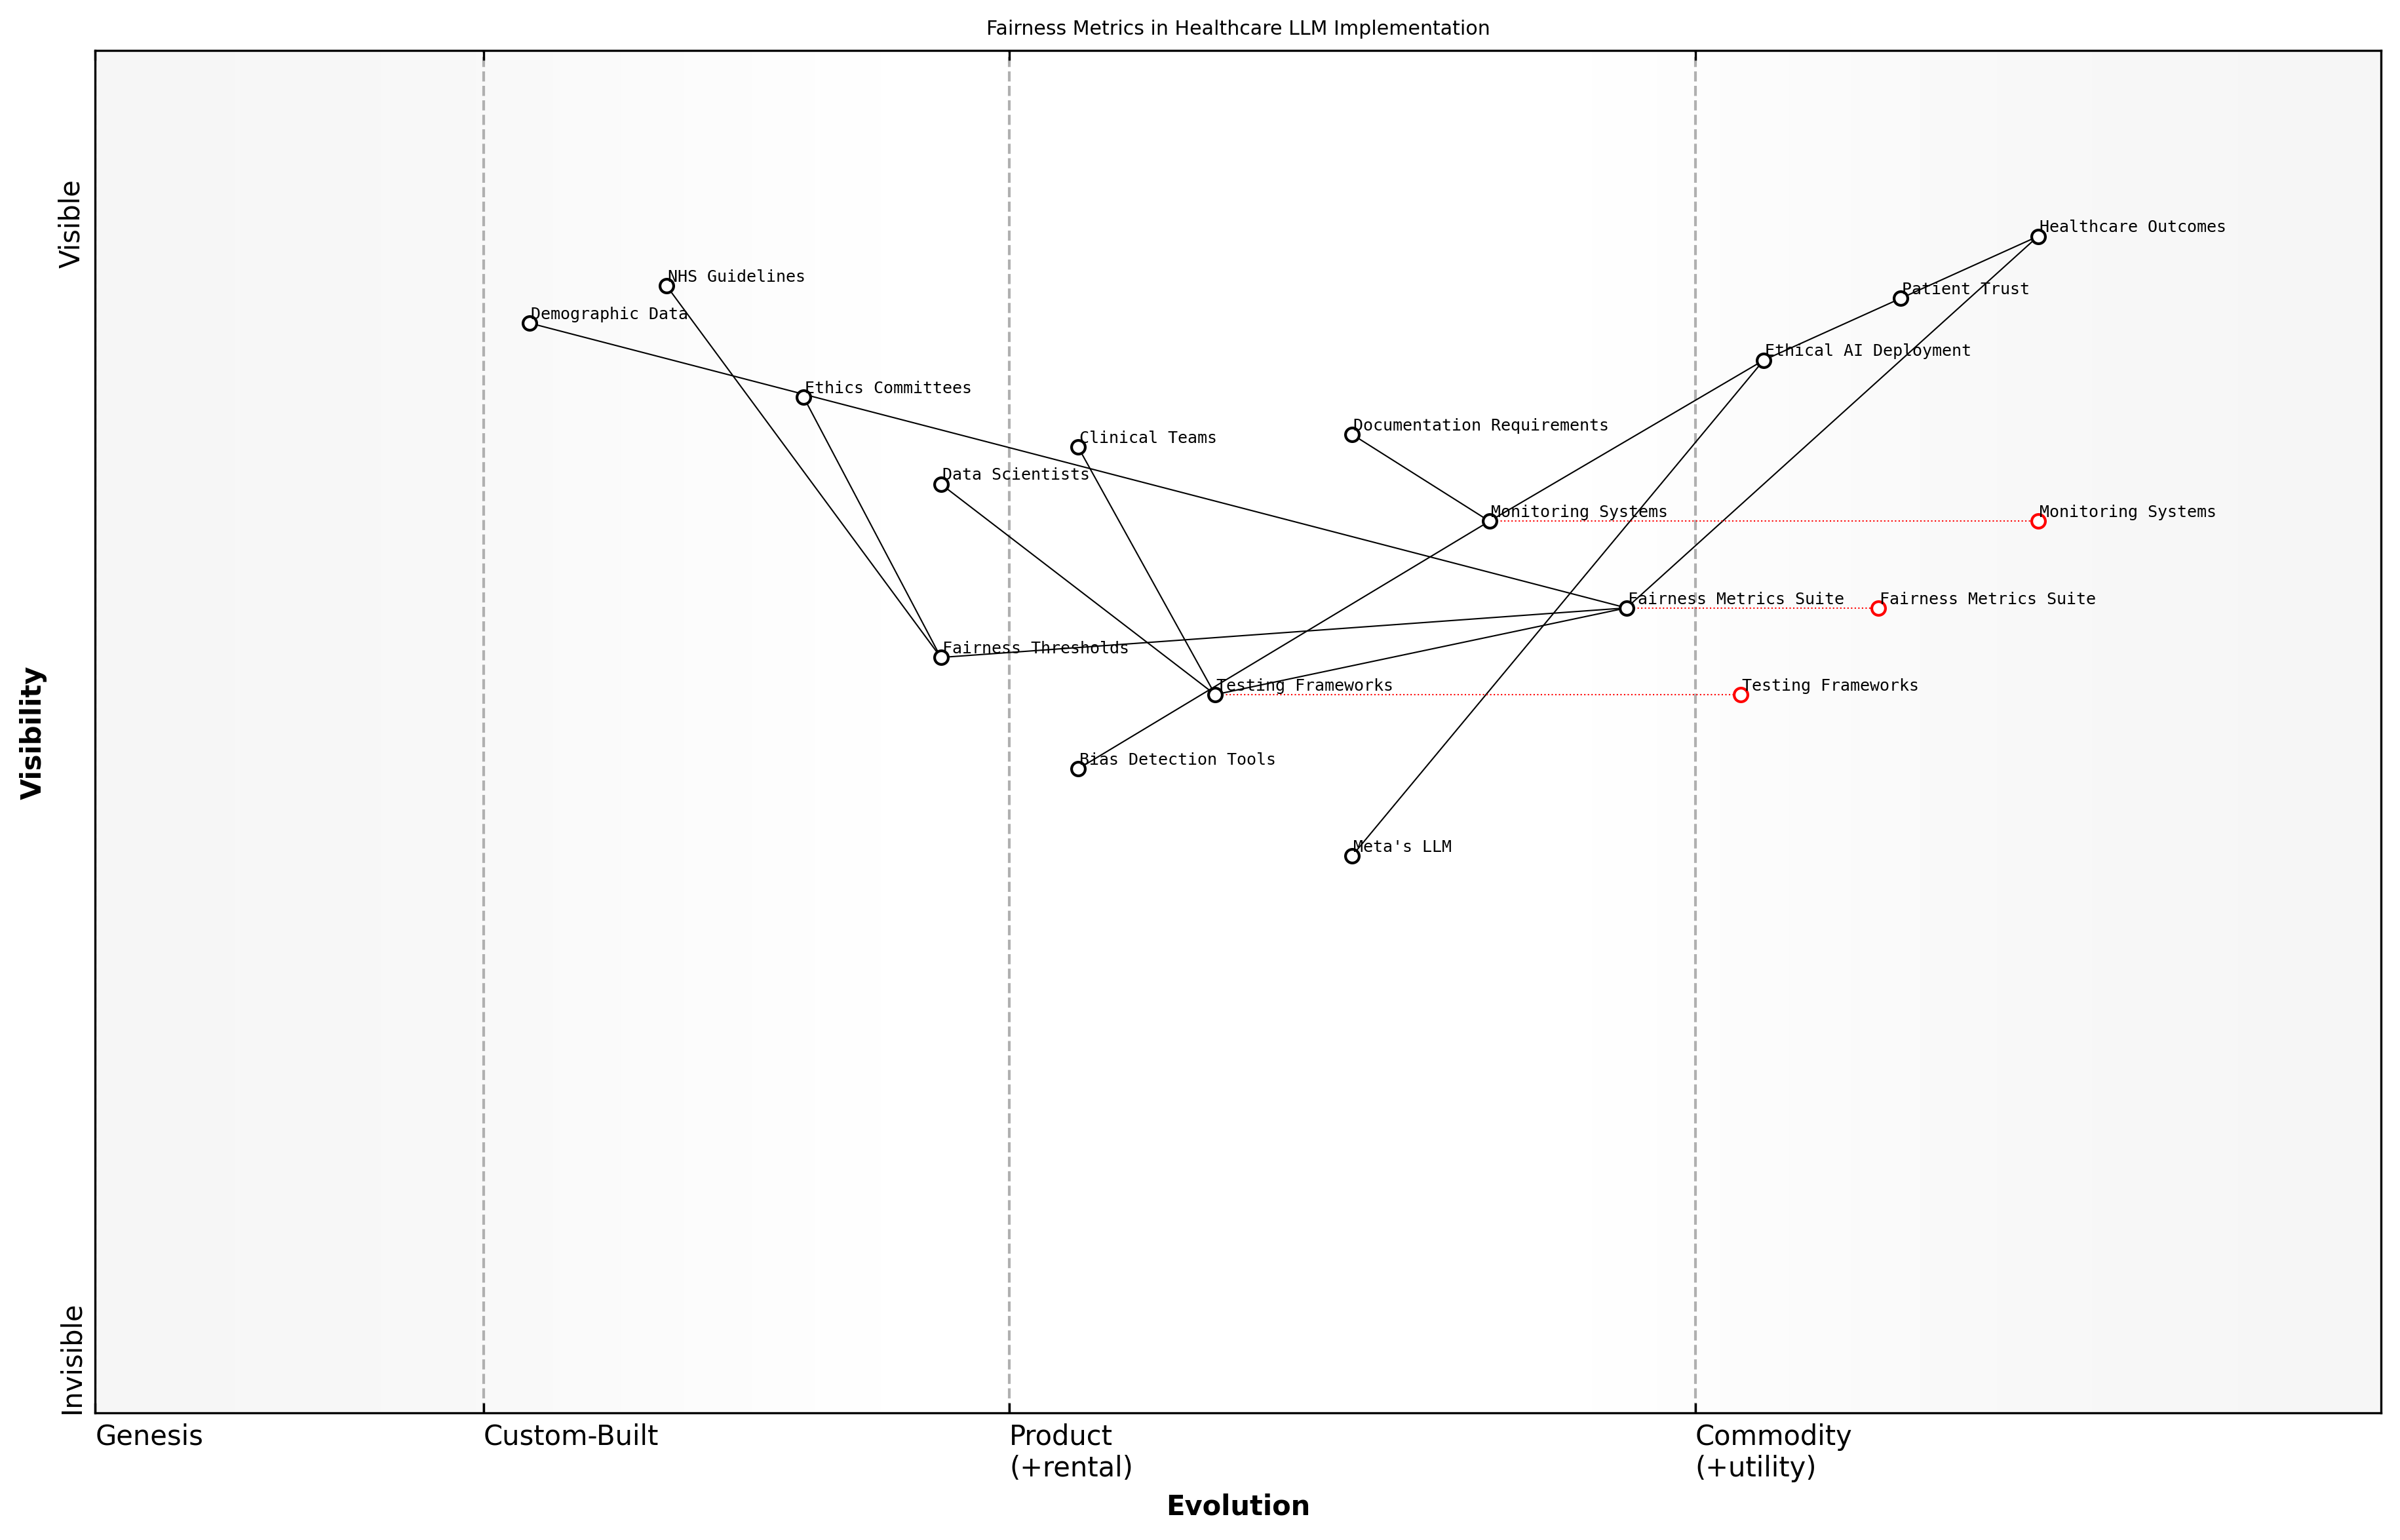 Fairness Metrics in Healthcare LLM Implementation
Visible
Healthcare Outcomes
NHS Guidelines
Patient Trust
Demographic Data
Ethical AI Deployment
Ethics Committees
Documentation Requirements
Clinical Teams
Data Scientists
Monitoring Systems
Monitoring Systems
Fairness Metrics Suite
Fairness Metrics Suite
Fairness Thresholds
Testing Frameworks
Testing Frameworks
Visibility
Bias Detection Tools
Meta's LLM
Invisible
Genesis
Custom-Built
Product
(+rental)
Commodity
(+utility)
Evolution